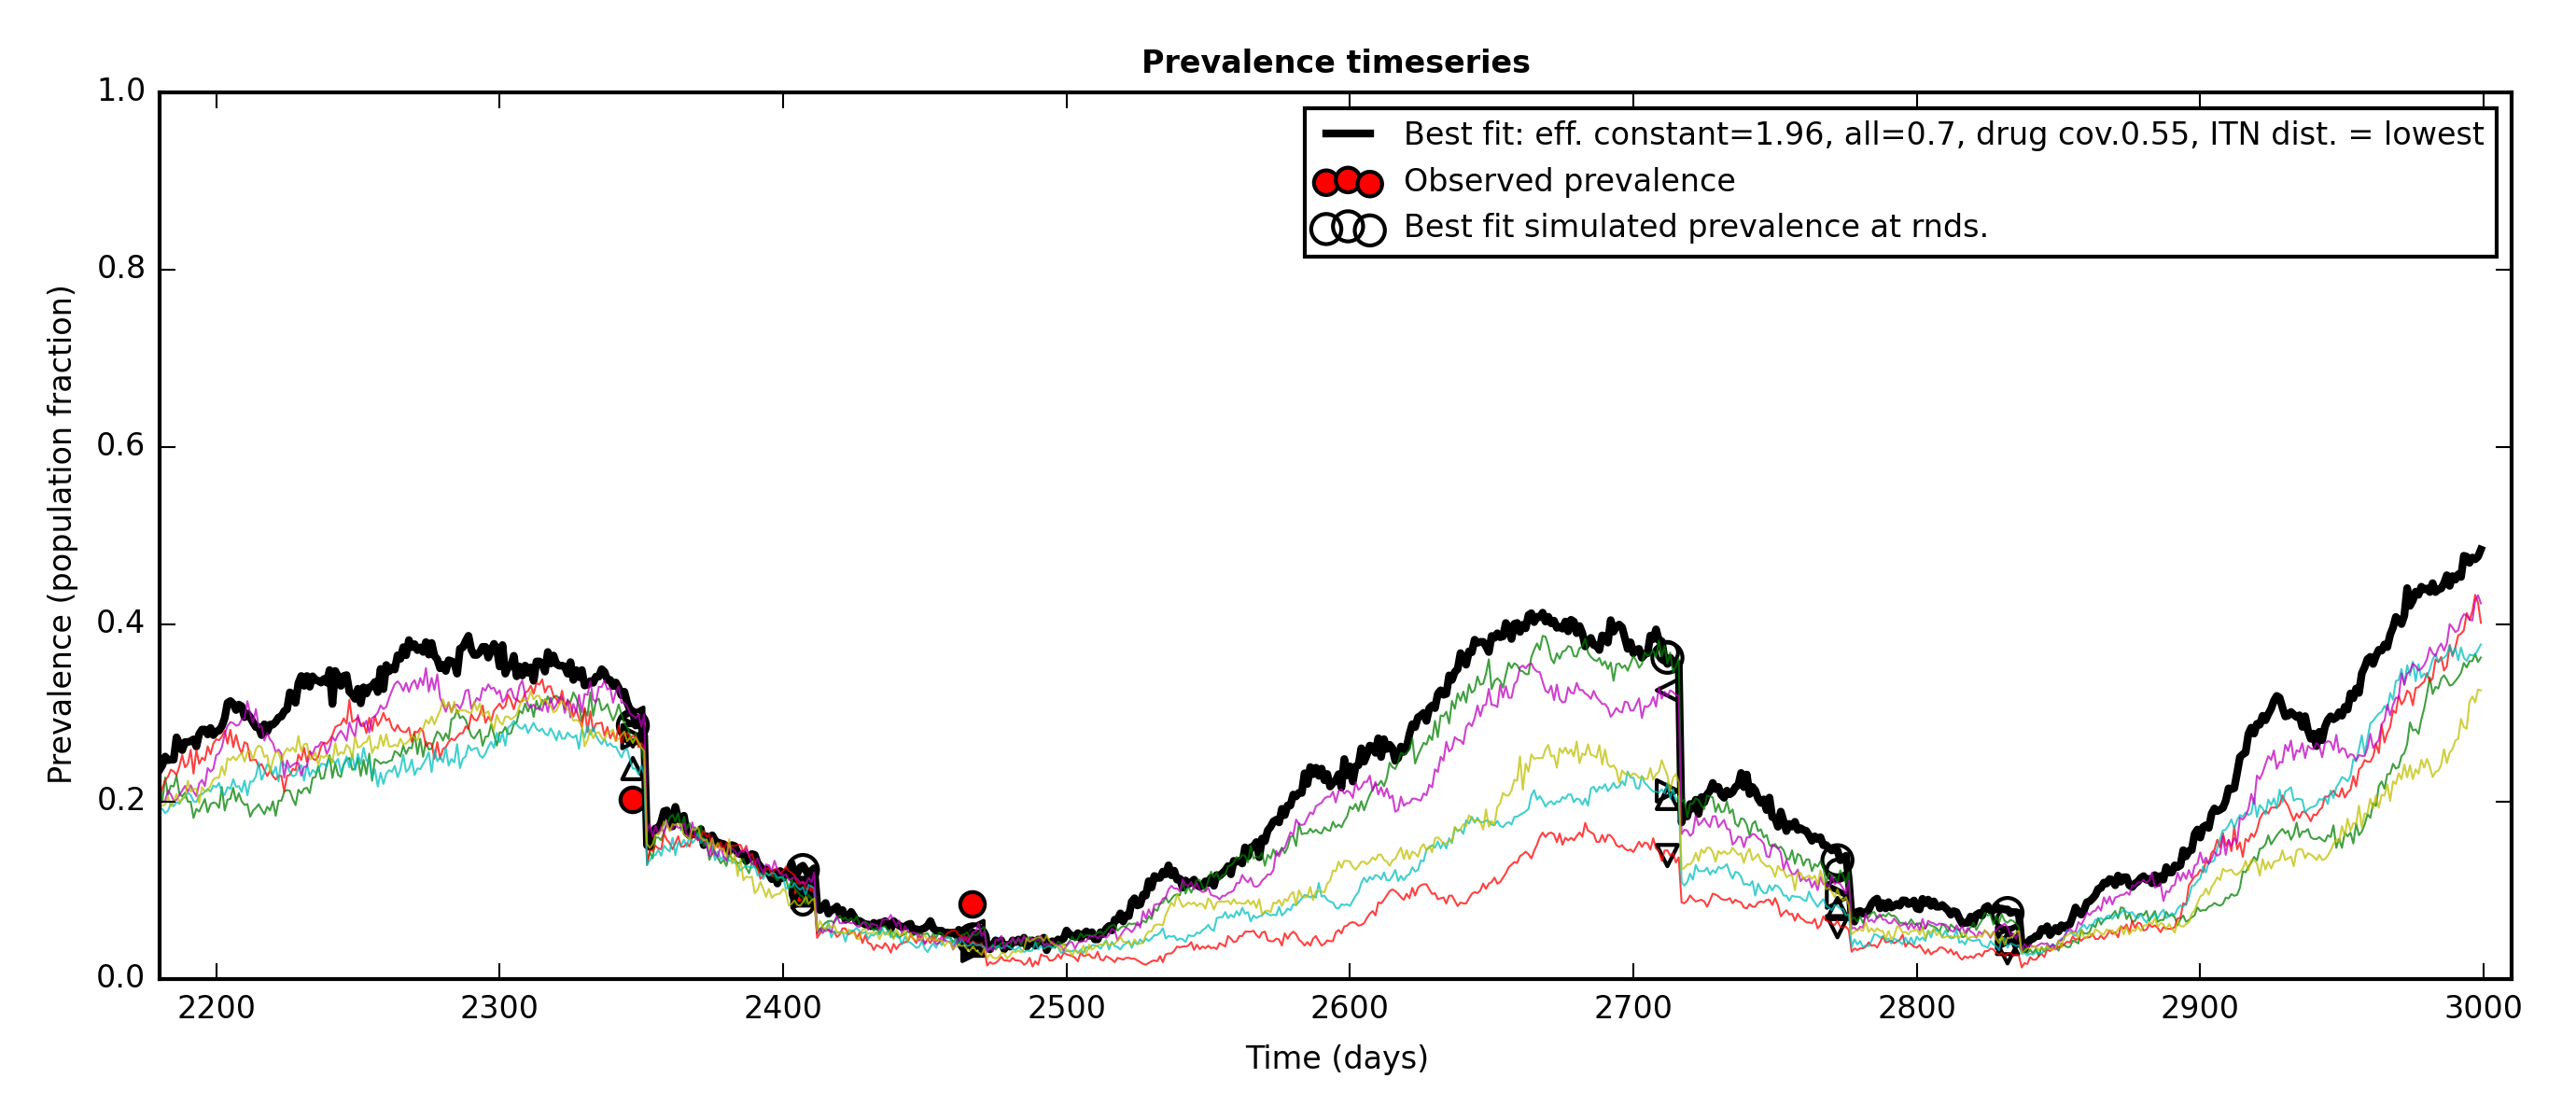 Prevalence timeseries
1.0
0.8
0.6
0.4
0.2
0.0
Prevalence (population fraction)
Best fit: eff. constant=1.96, all=0.7, drug cov.0.55, ITN dist. = lowest
Observed prevalence
Best fit simulated prevalence at rnds.
2200 2300 2400 2500 2600 2700 2800 2900 3000
Time (days)